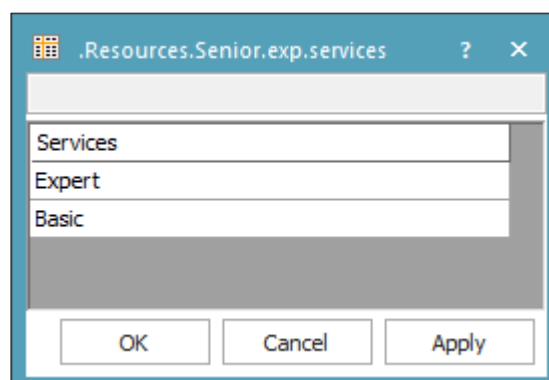 .Resources.Senior.exp.services ? ×
Services
Expert
Basic
OK Cancel Apply